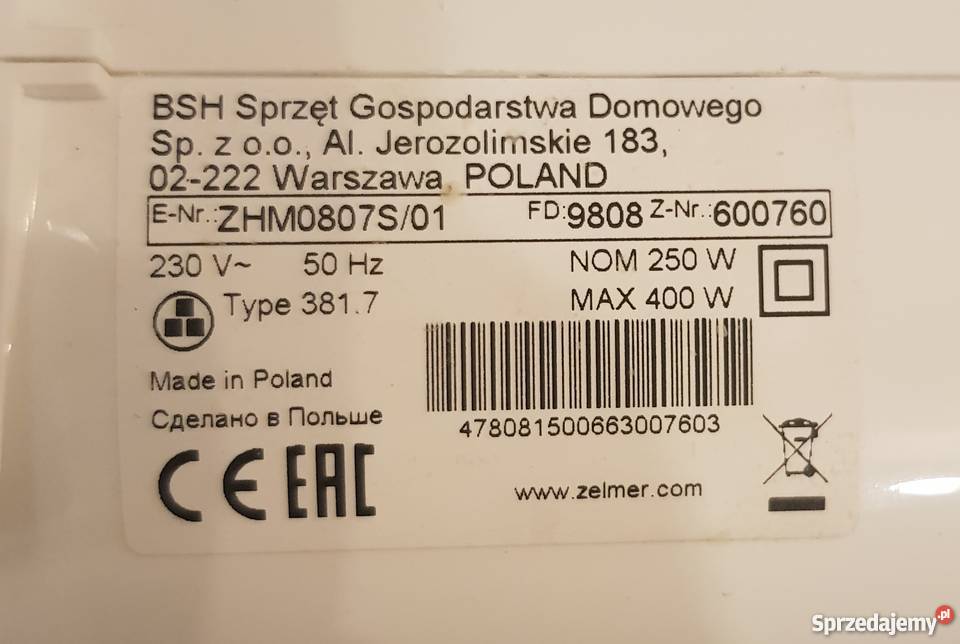 BSH Sprzęt Gospodarstwa Domowego
Sp. z o.o., Al. Jerozolimskie 183,
02-222 Warszawa, POLAND
E-Nr.:ZHM0807S/01 FD:9808 Z-Nr.:600760
230 V~ 50 Hz NOM 250 W
Type 381.7 MAX 400 W
Made in Poland
Сделано в Польше
478081500663007603
CE EAC
www.zelmer.com
Sprzedajemy.pl